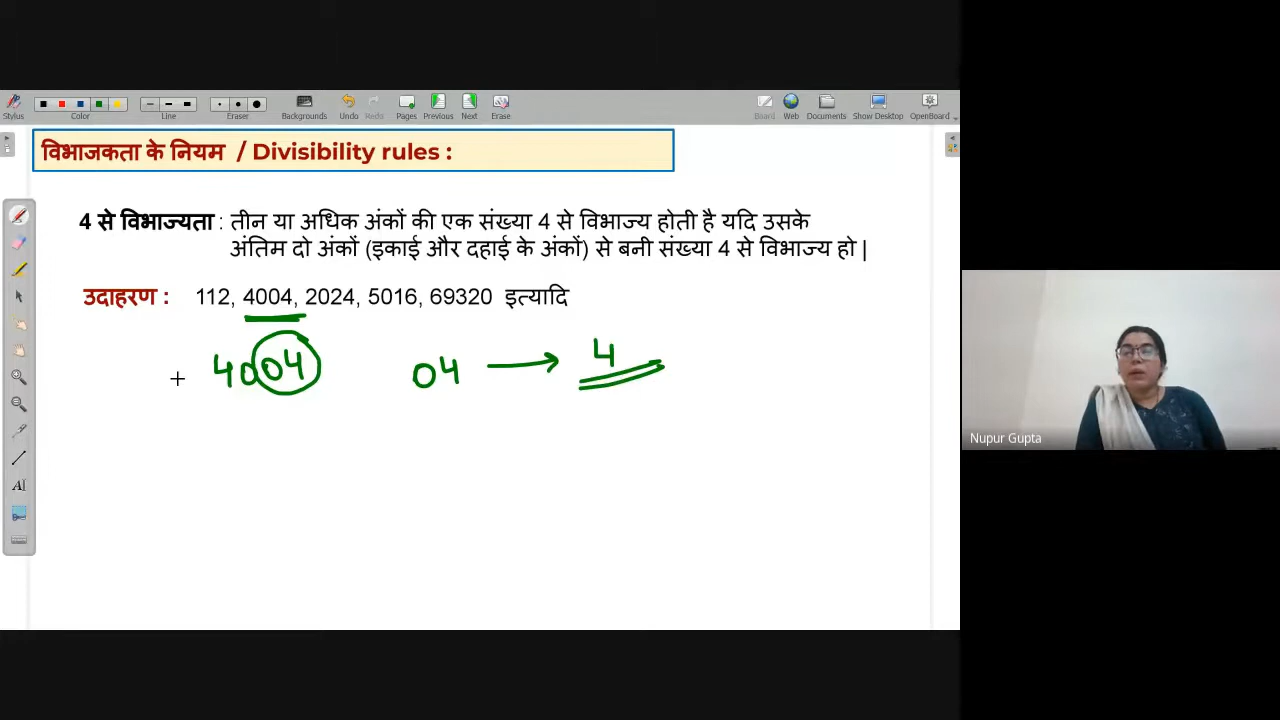 Color
Line
Eraser
Stylus
Backgrounds
Undo
Redo
Pages
Previous
Next
Erase
Board
Web
Documents
Show Desktop
OpenBoard
विभाजकता के नियम / Divisibility rules :
4 से विभाज्यता : तीन या अधिक अंकों की एक संख्या 4 से विभाज्य होती है यदि उसके
अंतिम दो अंकों (इकाई और दहाई के अंकों) से बनी संख्या 4 से विभाज्य हो |
उदाहरण : 112, 4004, 2024, 5016, 69320 इत्यादि
4004 04 → 4
Nupur Gupta